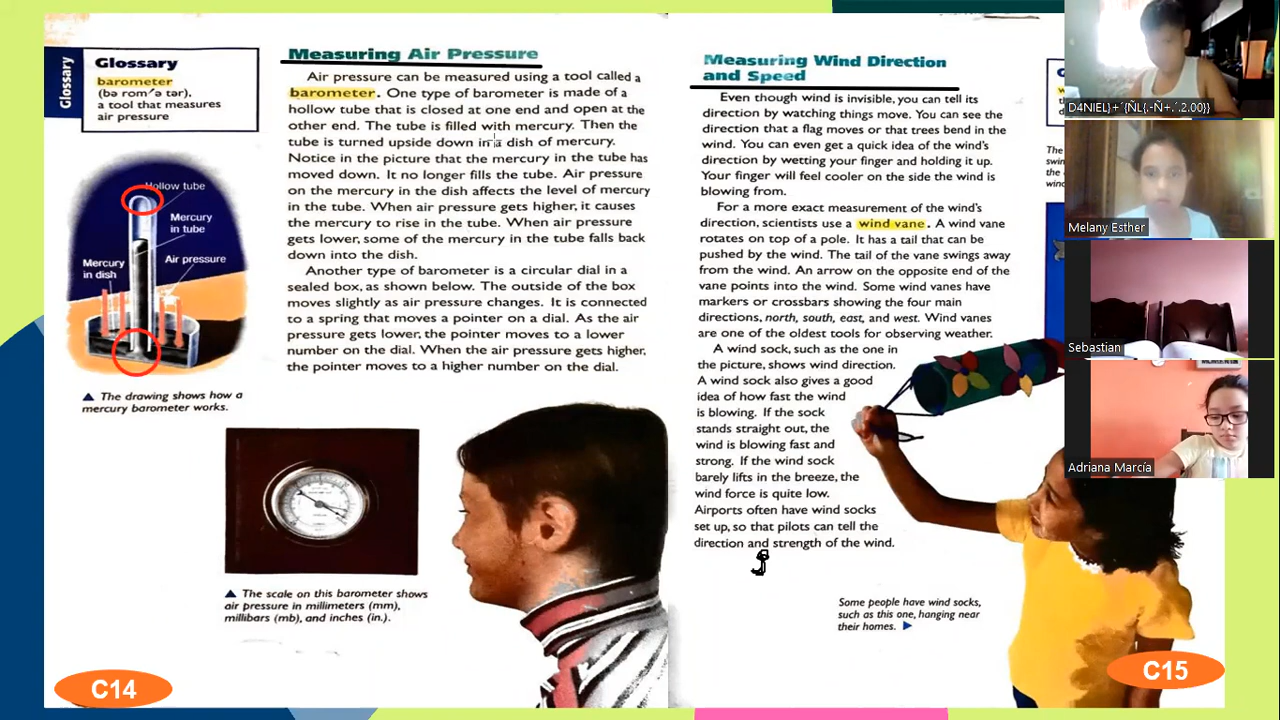 Glossary
Glossary
barometer
(bə rom′ə tər),
a tool that measures
air pressure
Hollow tube
Mercury
in tube
Mercury
in dish
Air pressure
▲ The drawing shows how a
mercury barometer works.
Measuring Air Pressure
Air pressure can be measured using a tool called a
barometer. One type of barometer is made of a
hollow tube that is closed at one end and open at the
other end. The tube is filled with mercury. Then the
tube is turned upside down in a dish of mercury.
Notice in the picture that the mercury in the tube has
moved down. It no longer fills the tube. Air pressure
on the mercury in the dish affects the level of mercury
in the tube. When air pressure gets higher, it causes
the mercury to rise in the tube. When air pressure
gets lower, some of the mercury in the tube falls back
down into the dish.
Another type of barometer is a circular dial in a
sealed box, as shown below. The outside of the box
moves slightly as air pressure changes. It is connected
to a spring that moves a pointer on a dial. As the air
pressure gets lower, the pointer moves to a lower
number on the dial. When the air pressure gets higher,
the pointer moves to a higher number on the dial.
▲ The scale on this barometer shows
air pressure in millimeters (mm),
millibars (mb), and inches (in.).
C14
Measuring Wind Direction
and Speed
Even though wind is invisible, you can tell its
direction by watching things move. You can see the
direction that a flag moves or that trees bend in the
wind. You can even get a quick idea of the wind's
direction by wetting your finger and holding it up.
Your finger will feel cooler on the side the wind is
blowing from.
For a more exact measurement of the wind's
direction, scientists use a wind vane. A wind vane
rotates on top of a pole. It has a tail that can be
pushed by the wind. The tail of the vane swings away
from the wind. An arrow on the opposite end of the
vane points into the wind. Some wind vanes have
markers or crossbars showing the four main
directions, north, south, east, and west. Wind vanes
are one of the oldest tools for observing weather.
A wind sock, such as the one in
the picture, shows wind direction.
A wind sock also gives a good
idea of how fast the wind
is blowing. If the sock
stands straight out, the
wind is blowing fast and
strong. If the wind sock
barely lifts in the breeze, the
wind force is quite low.
Airports often have wind socks
set up, so that pilots can tell the
direction and strength of the wind.
Some people have wind socks,
such as this one, hanging near
their homes. ▶
C15
The
swin
the
win
D4NIEL}+´{ÑL{.-Ñ+.´.2.00}}
Melany Esther
Sebastian
Adriana Marcía